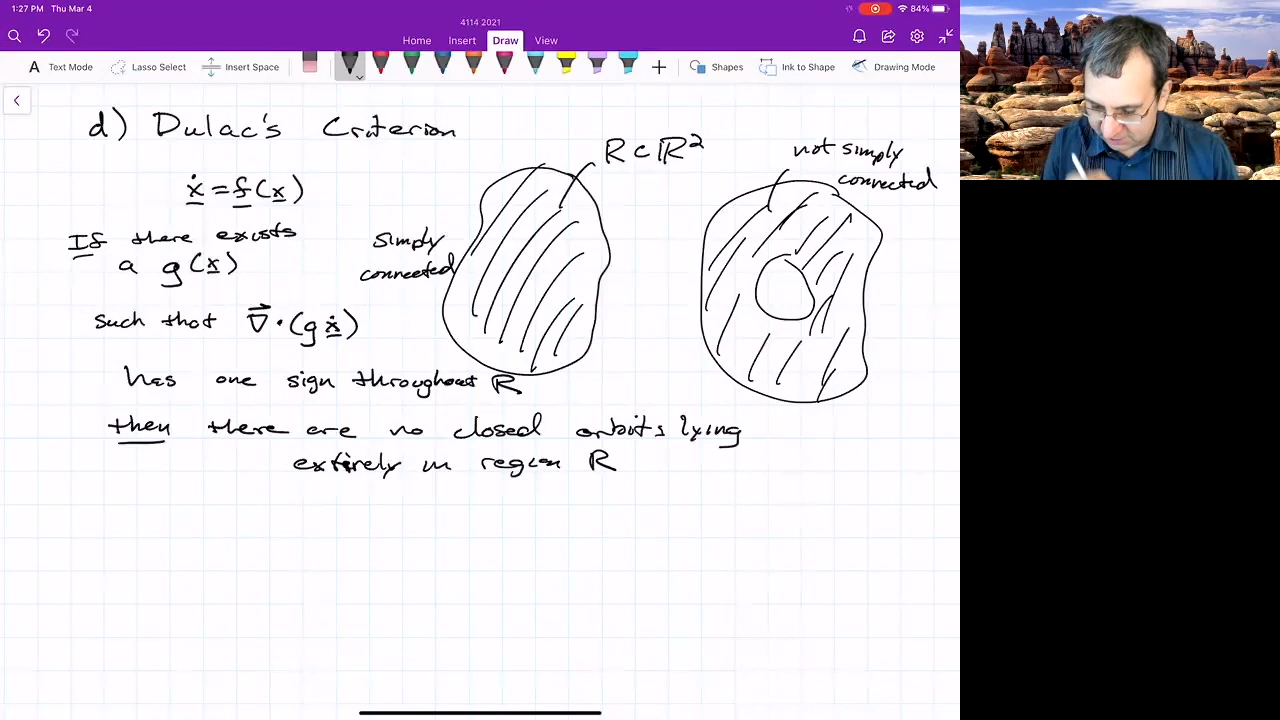 1:27 PM Thu Mar 4
84%
4114 2021
Home Insert Draw View
Text Mode Lasso Select Insert Space Shapes Ink to Shape Drawing Mode
d) Dulac's Criterion
R ⊂ ℝ²
not simply
connected
ẋ = f(x)
If there exists
a g(x)
simply
connected
such that ∇⃗·(g ẋ)
has one sign throughout R
then there are no closed orbits lying
entirely in region R